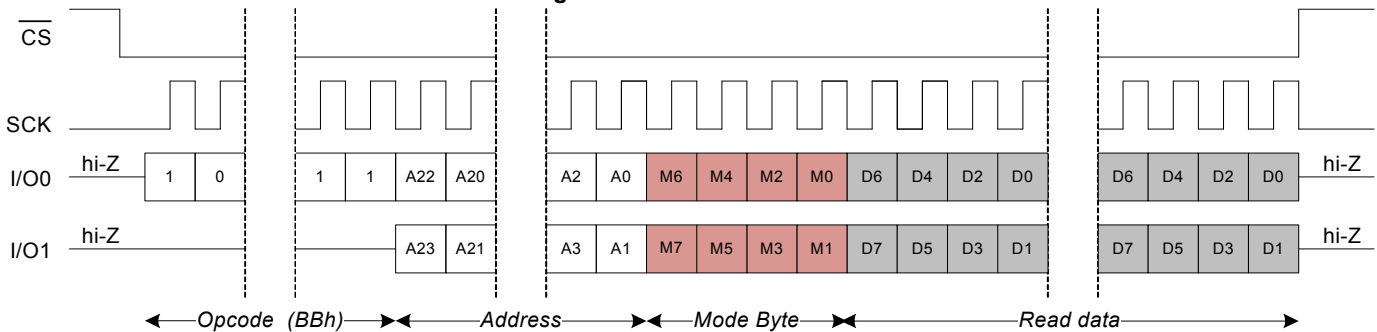 g
CS
SCK
I/O0 hi-Z 1 0 1 1 A22 A20 A2 A0 M6 M4 M2 M0 D6 D4 D2 D0 D6 D4 D2 D0 hi-Z
I/O1 hi-Z A23 A21 A3 A1 M7 M5 M3 M1 D7 D5 D3 D1 D7 D5 D3 D1 hi-Z
Opcode (BBh) Address Mode Byte Read data